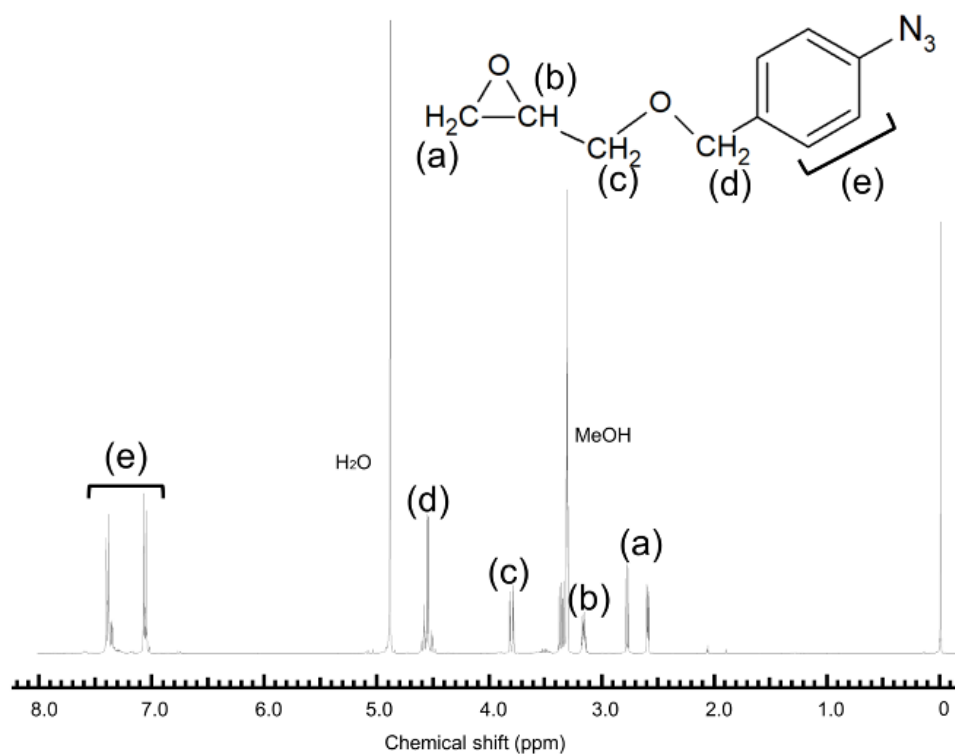 N3
O
(b)
H2C
CH
O
(a)
CH2
CH2
(c)
(d)
(e)
MeOH
(e)
H2O
(d)
(a)
(c)
(b)
8.0 7.0 6.0 5.0 4.0 3.0 2.0 1.0 0
Chemical shift (ppm)